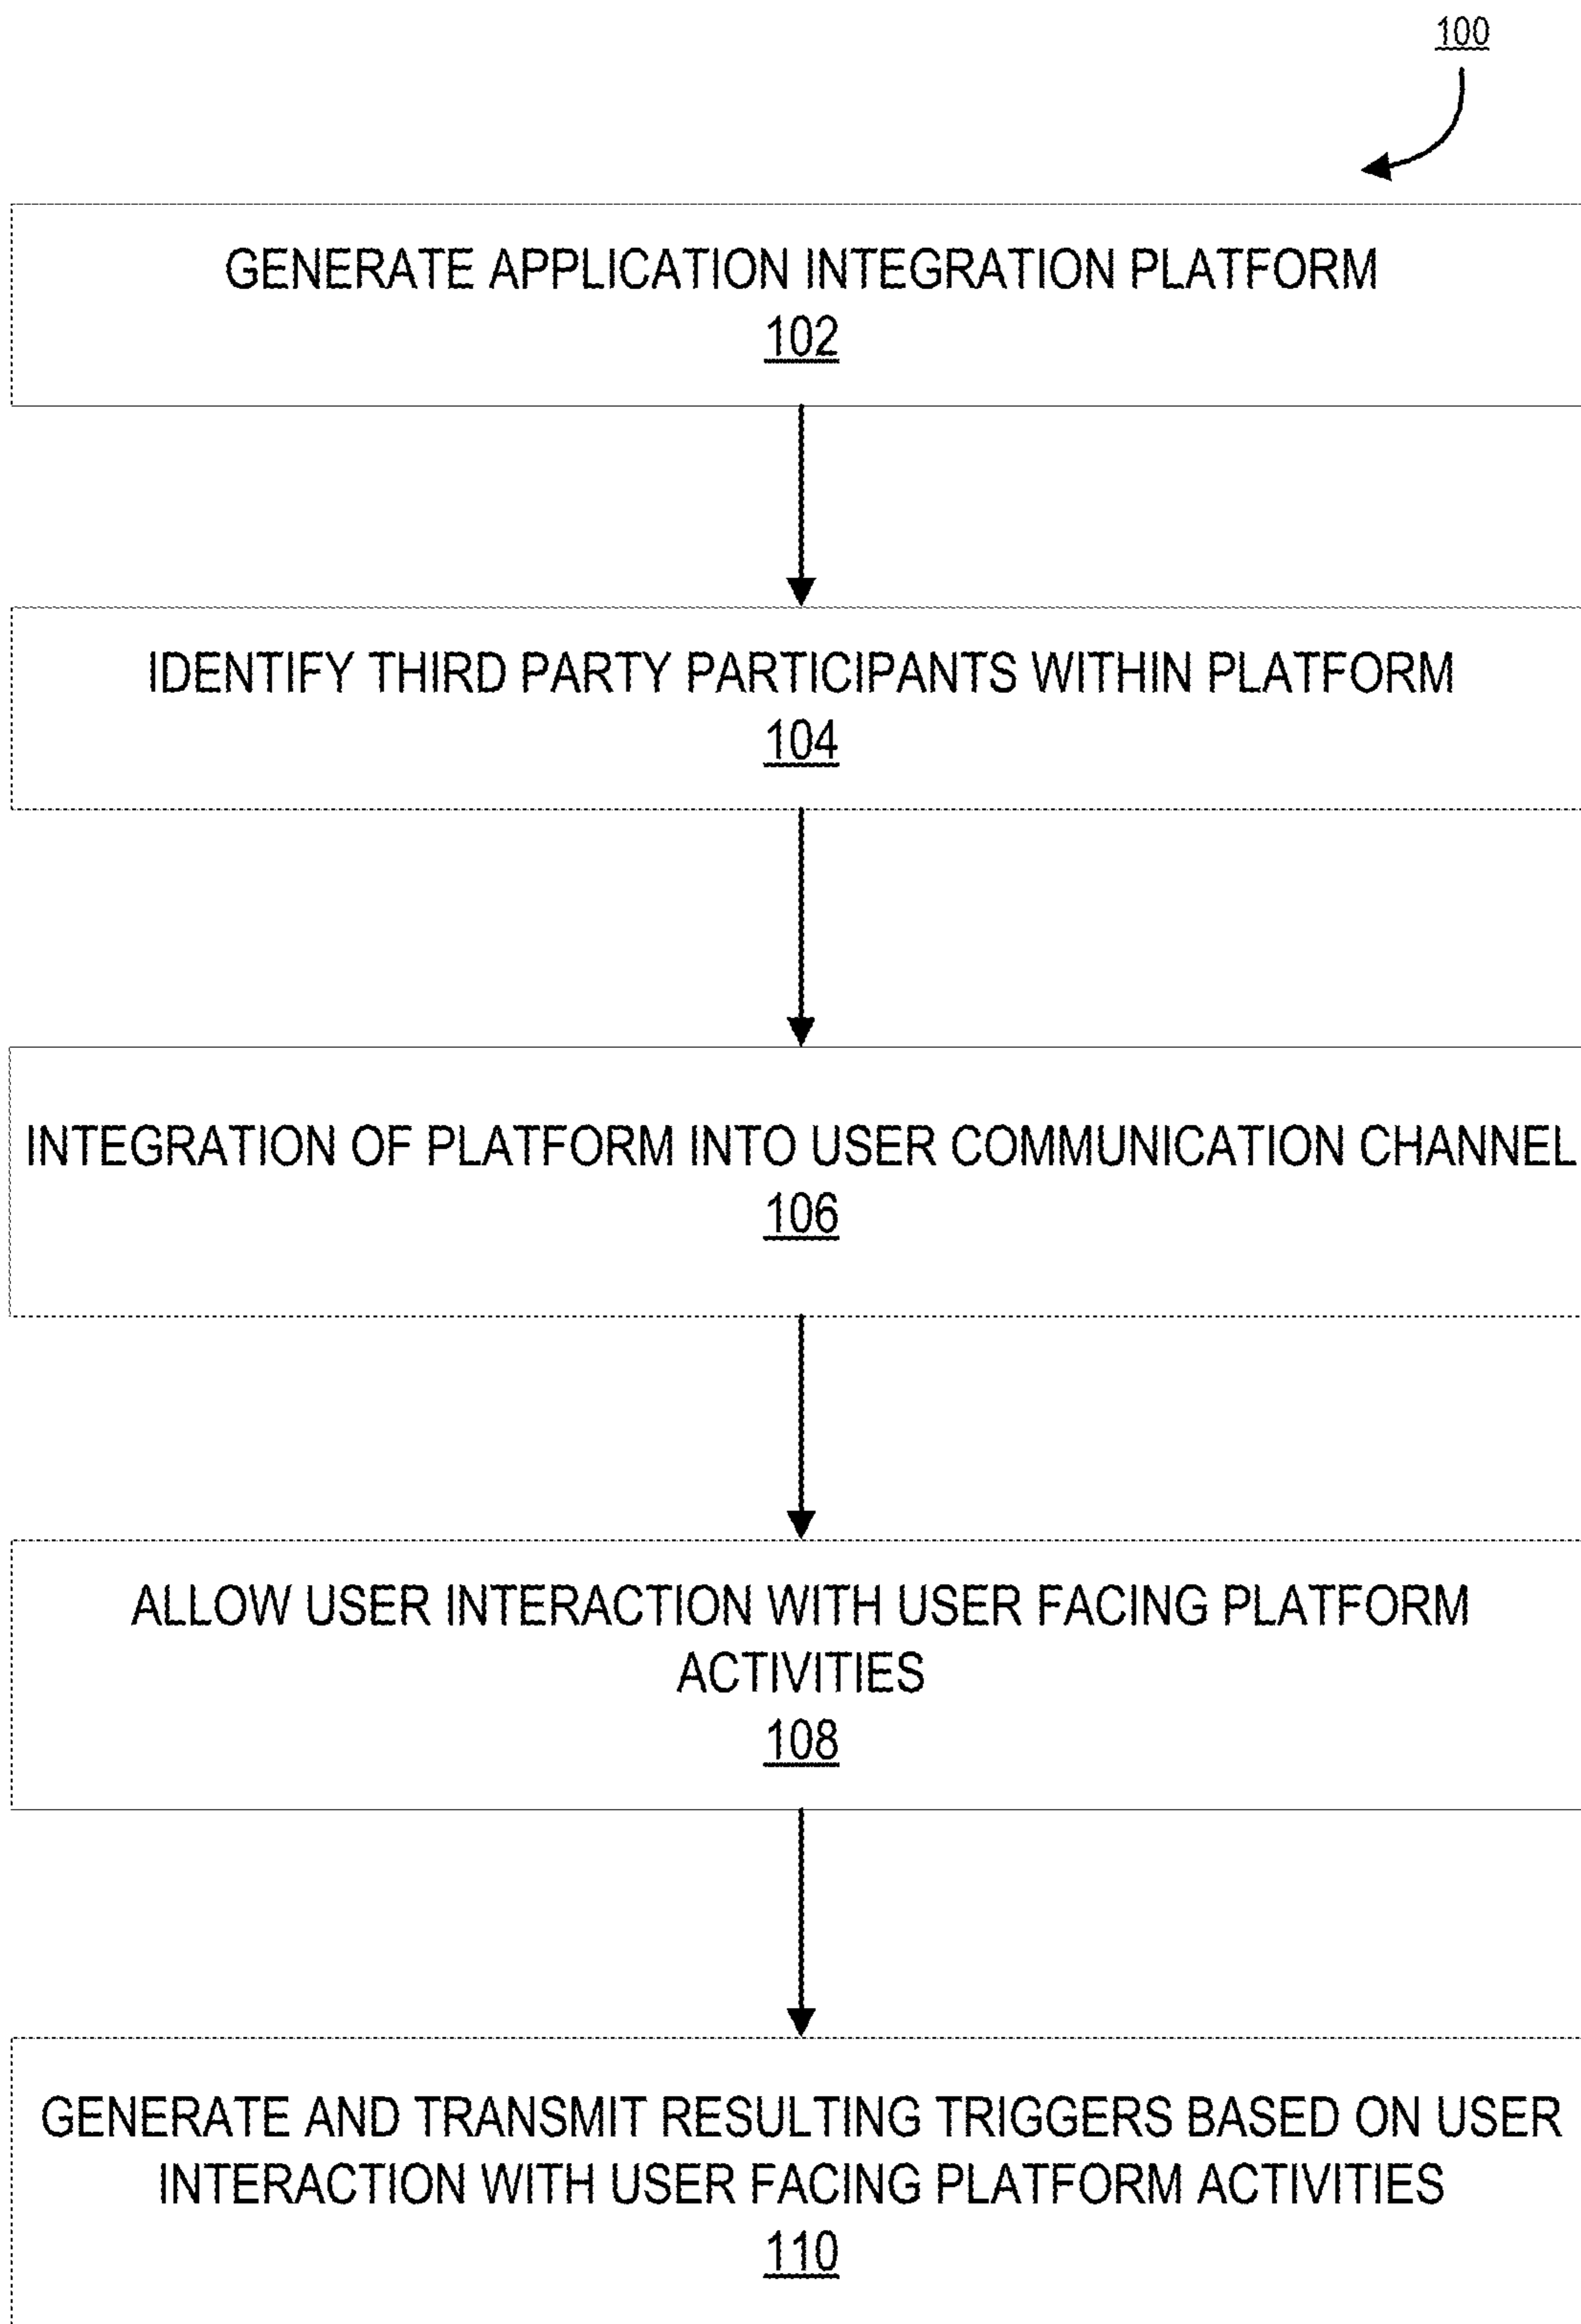 100
GENERATE APPLICATION INTEGRATION PLATFORM
102
IDENTIFY THIRD PARTY PARTICIPANTS WITHIN PLATFORM
104
INTEGRATION OF PLATFORM INTO USER COMMUNICATION CHANNEL
106
ALLOW USER INTERACTION WITH USER FACING PLATFORM
ACTIVITIES
108
GENERATE AND TRANSMIT RESULTING TRIGGERS BASED ON USER
INTERACTION WITH USER FACING PLATFORM ACTIVITIES
110